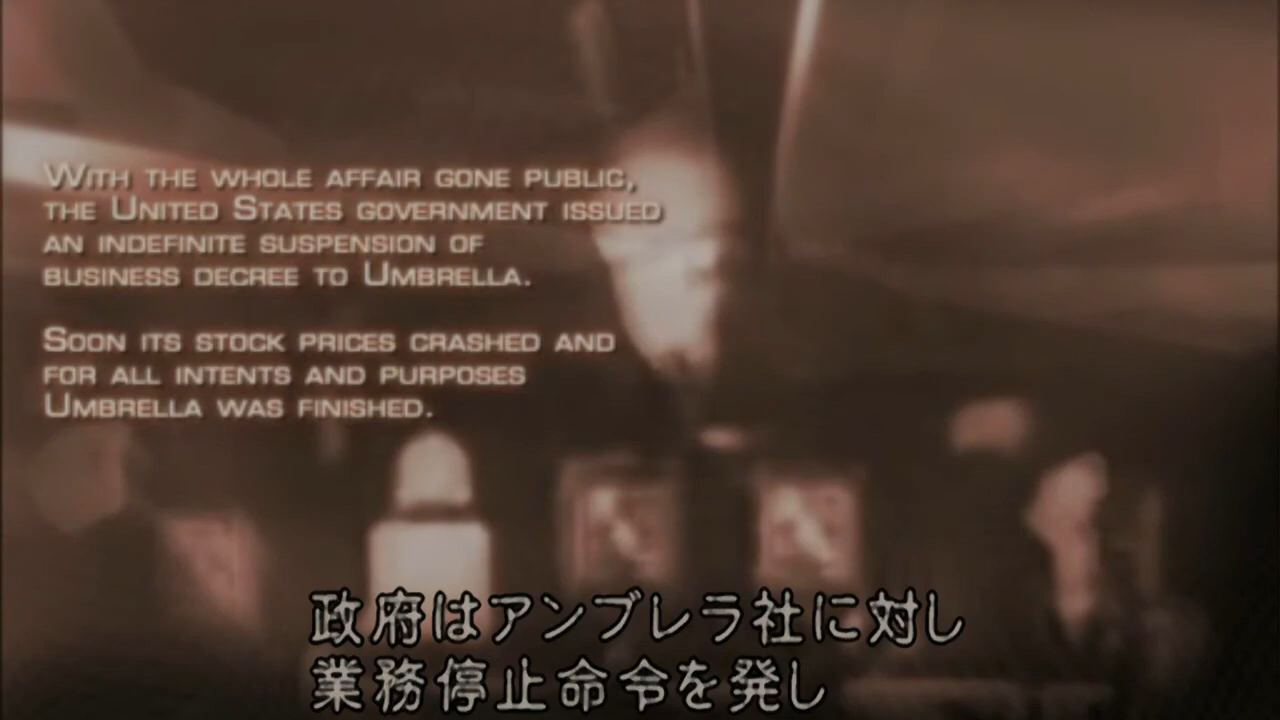 With the whole affair gone public,
the United States government issued
an indefinite suspension of
business decree to Umbrella.
Soon its stock prices crashed and
for all intents and purposes
Umbrella was finished.
政府はアンブレラ社に対し
業務停止命令を発し